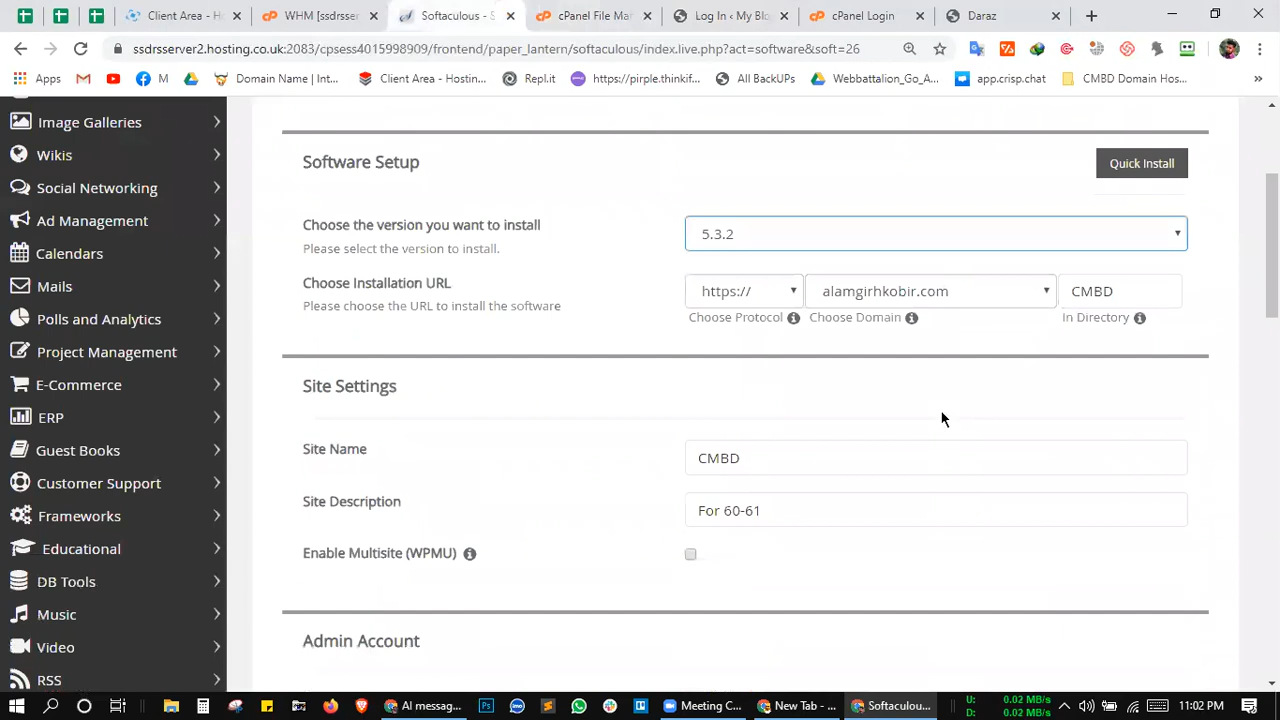 Client Area - H
WHM [ssdrsser
Softaculous - S
cPanel File Ma
Log In ‹ My Bl
cPanel Login
Daraz
ssdrsserver2.hosting.co.uk:2083/cpsess4015998909/frontend/paper_lantern/softaculous/index.live.php?act=software&soft=26
Apps
M
Domain Name | Int...
Client Area - Hostin...
Repl.it
https://pirple.thinkif...
All BackUPs
Webbattalion_Go_A...
app.crisp.chat
CMBD Domain Hos...
»
Image Galleries
Wikis
Social Networking
Ad Management
Calendars
Mails
Polls and Analytics
Project Management
E-Commerce
ERP
Guest Books
Customer Support
Frameworks
Educational
DB Tools
Music
Video
RSS
Software Setup
Quick Install
Choose the version you want to install
Please select the version to install.
5.3.2
Choose Installation URL
Please choose the URL to install the software
https://
alamgirhkobir.com
CMBD
Choose Protocol
Choose Domain
In Directory
Site Settings
Site Name
CMBD
Site Description
For 60-61
Enable Multisite (WPMU)
Admin Account
AI messag...
Meeting C...
New Tab - ...
Softaculou...
U: 0.02 MB/s
D: 0.02 MB/s
11:02 PM